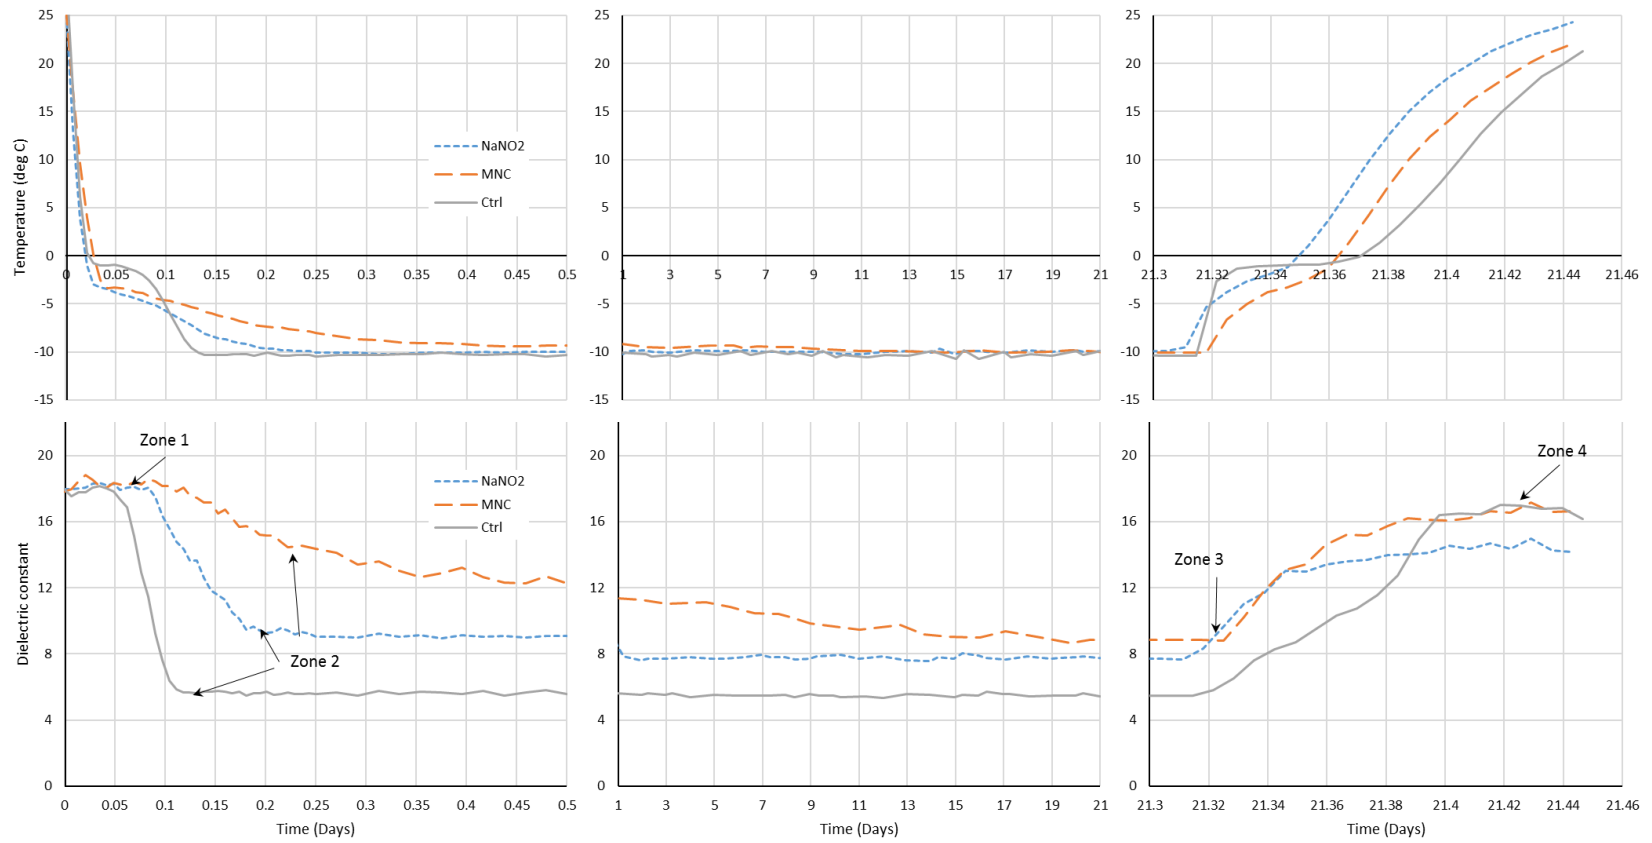 25 20 15 10 5 0 -5 -10 -15
Temperature (deg C)
NaNO2
MNC
Ctrl
0 0.05 0.1 0.15 0.2 0.25 0.3 0.35 0.4 0.45 0.5
25 20 15 10 5 0 -5 -10 -15
1 3 5 7 9 11 13 15 17 19 21
25 20 15 10 5 0 -5 -10 -15
21.3 21.32 21.34 21.36 21.38 21.4 21.42 21.44 21.46
20 16 12 8 4 0
Dielectric constant
Zone 1
NaNO2
MNC
Ctrl
Zone 2
0 0.05 0.1 0.15 0.2 0.25 0.3 0.35 0.4 0.45 0.5
Time (Days)
20 16 12 8 4 0
1 3 5 7 9 11 13 15 17 19 21
Time (Days)
20 16 12 8 4 0
Zone 4
Zone 3
21.3 21.32 21.34 21.36 21.38 21.4 21.42 21.44 21.46
Time (Days)